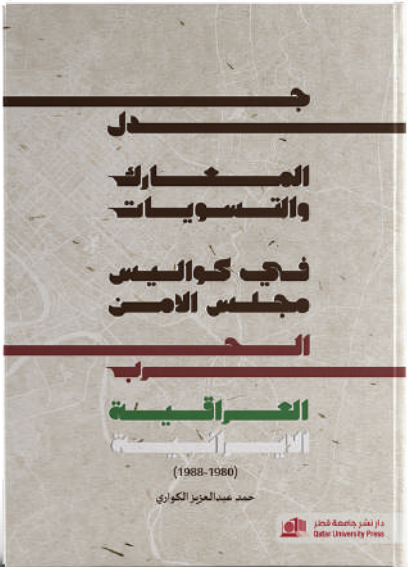 جدل
المعارك
والتسويات
في كواليس
مجلس الامن
الحرب
العراقية
الايرانية
(1988-1980)
حمد عبدالعزيز الكواري
دار نشر جامعة قطر
Qatar University Press